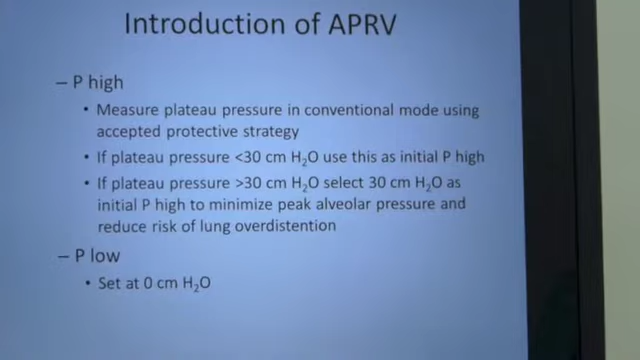 Introduction of APRV
– P high
• Measure plateau pressure in conventional mode using
accepted protective strategy
• If plateau pressure <30 cm H₂O use this as initial P high
• If plateau pressure >30 cm H₂O select 30 cm H₂O as
initial P high to minimize peak alveolar pressure and
reduce risk of lung overdistention
– P low
• Set at 0 cm H₂O